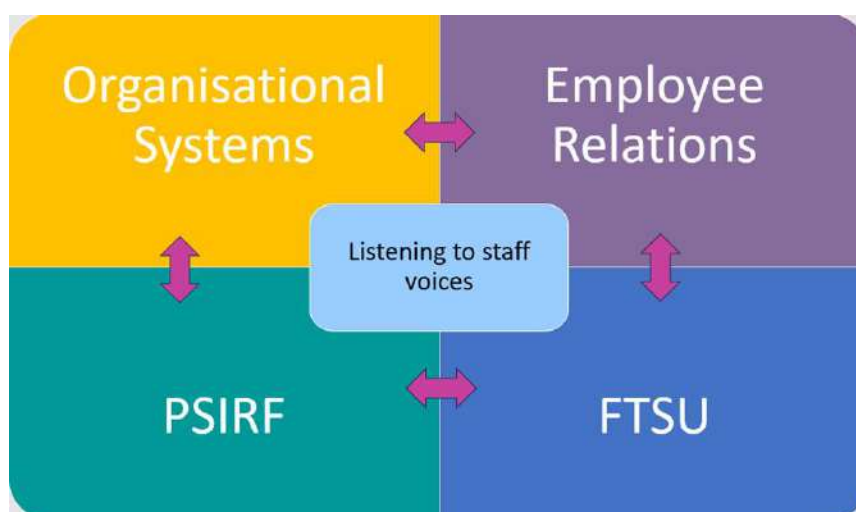 Organisational
Systems
Employee
Relations
Listening to staff
voices
PSIRF
FTSU